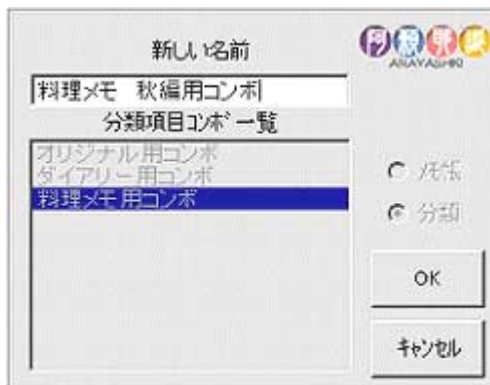 新しい名前
ARAYASHIKI
料理メモ　秋編用コンボ
分類項目コンボ一覧
オリジナル用コンボ
ダイアリー用コンボ
料理メモ用コンボ
メモ帳
分類
OK
キャンセル